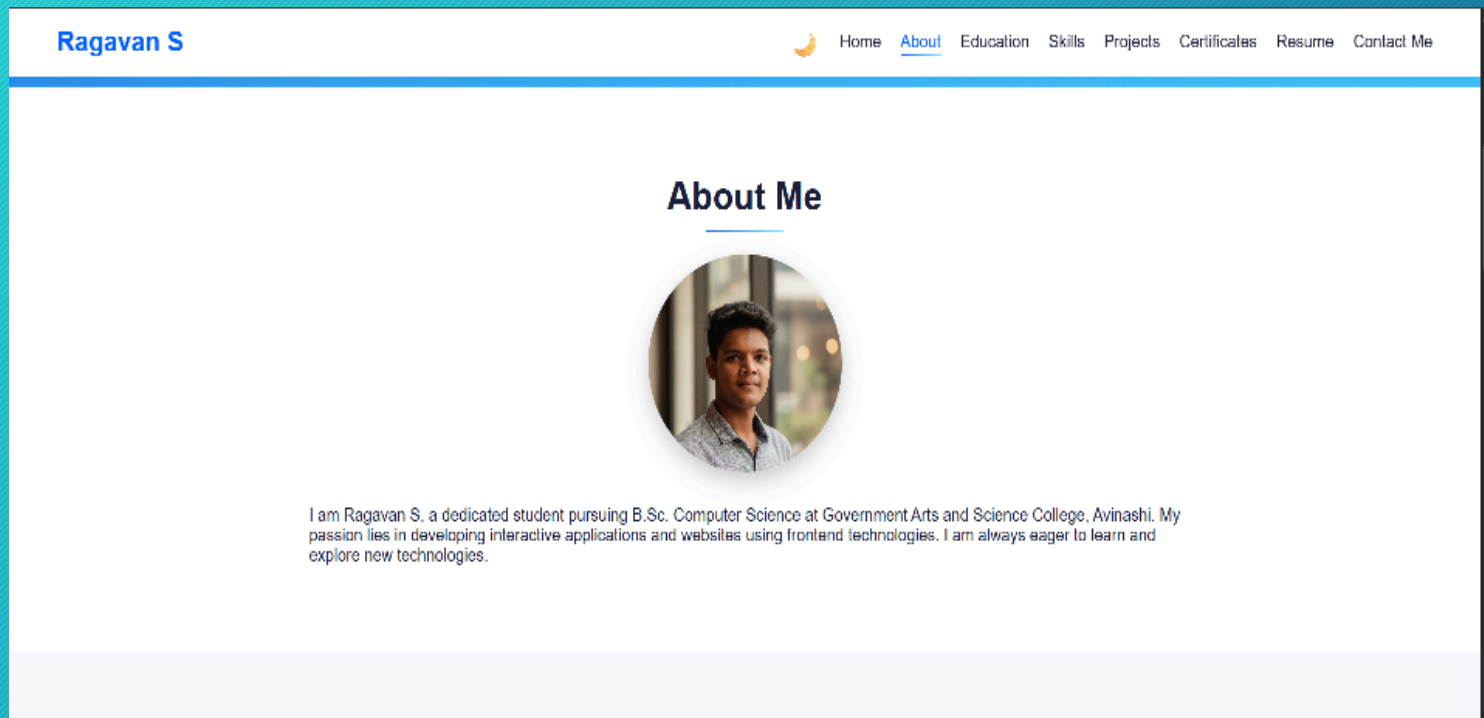 Ragavan S
Home About Education Skills Projects Certificates Resume Contact Me
About Me
I am Ragavan S, a dedicated student pursuing B.Sc. Computer Science at Government Arts and Science College, Avinashi. My
passion lies in developing interactive applications and websites using frontend technologies. I am always eager to learn and
explore new technologies.